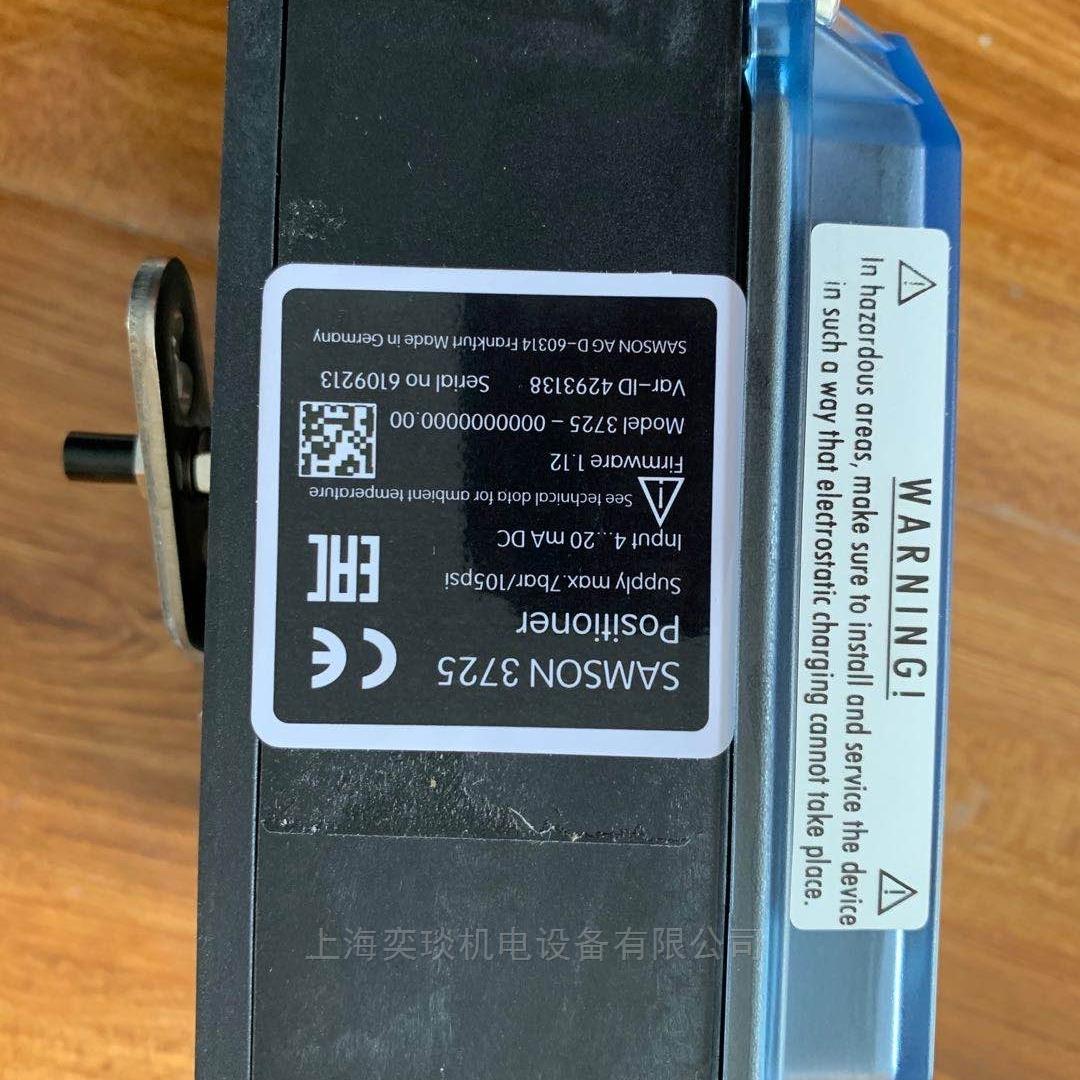 SAMSON 3725
Positioner
Supply max.7bar/105psi
Input 4...20 mA DC
See technical data for ambient temperature
Firmware 1.12
Model 3725 – 0000000000.00
Var–ID 4293138 Serial no 6109213
SAMSON AG D–60314 Frankfurt Made in Germany
CE
EAC
WARNING!
In hazardous areas, make sure to install and service the device
in such a way that electrostatic charging cannot take place.
上海奕琰机电设备有限公司